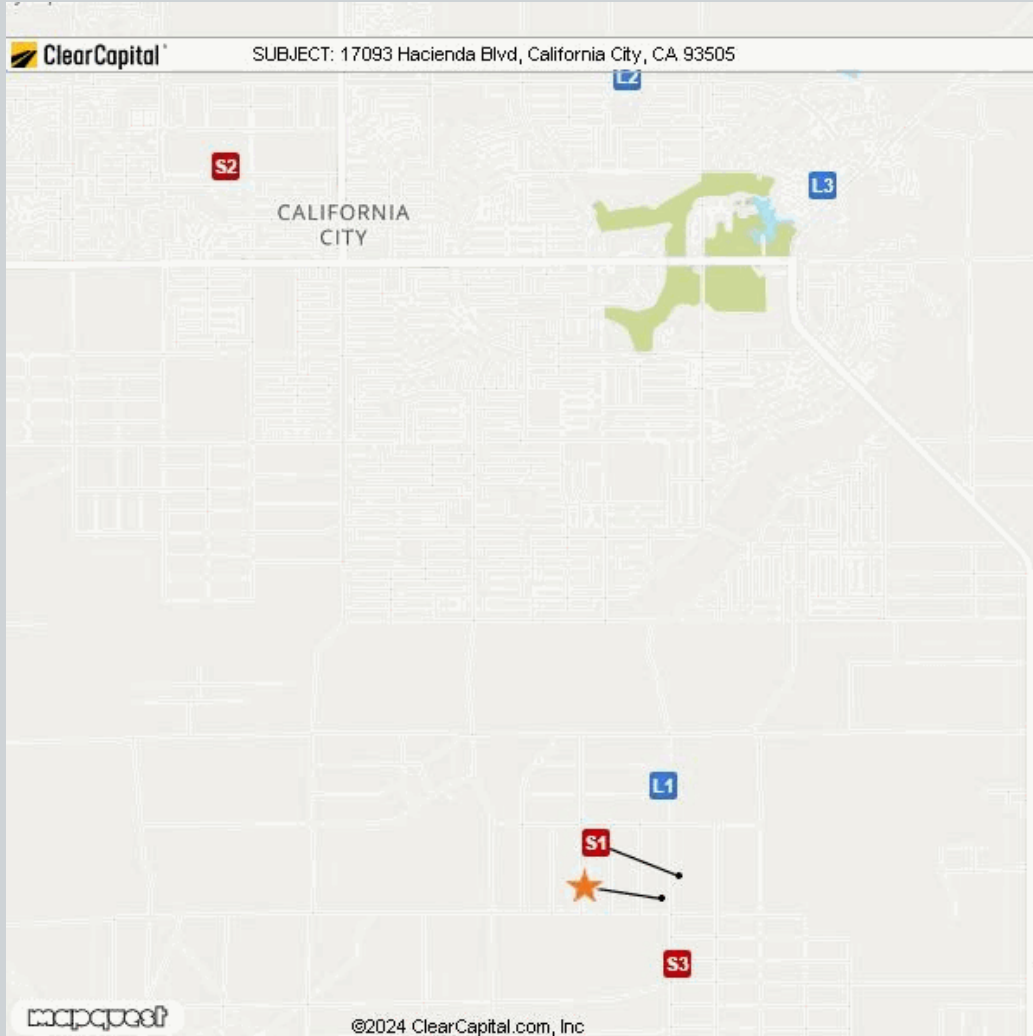 ClearCapital
SUBJECT: 17093 Hacienda Blvd, California City, CA 93505
L2
S2
L3
CALIFORNIA
CITY
L1
S1
S3
mapquest
©2024 ClearCapital.com, Inc